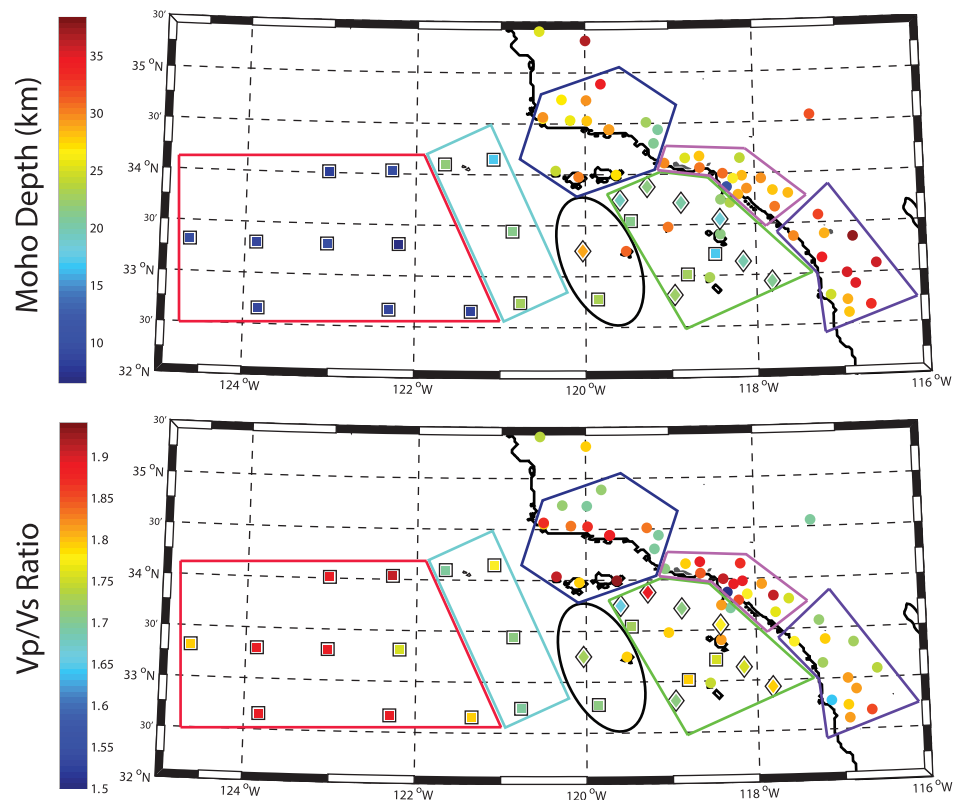 30'
35 °N
30'
34 °N
30'
33 °N
30'
32 °N
124 °W
122 °W
120 °W
118 °W
116 °W
Moho Depth (km)
35
30
25
20
15
10
30'
35 °N
30'
34 °N
30'
33 °N
30'
32 °N
124 °W
122 °W
120 °W
118 °W
116 °W
Vp/Vs Ratio
1.9
1.85
1.8
1.75
1.7
1.65
1.6
1.55
1.5